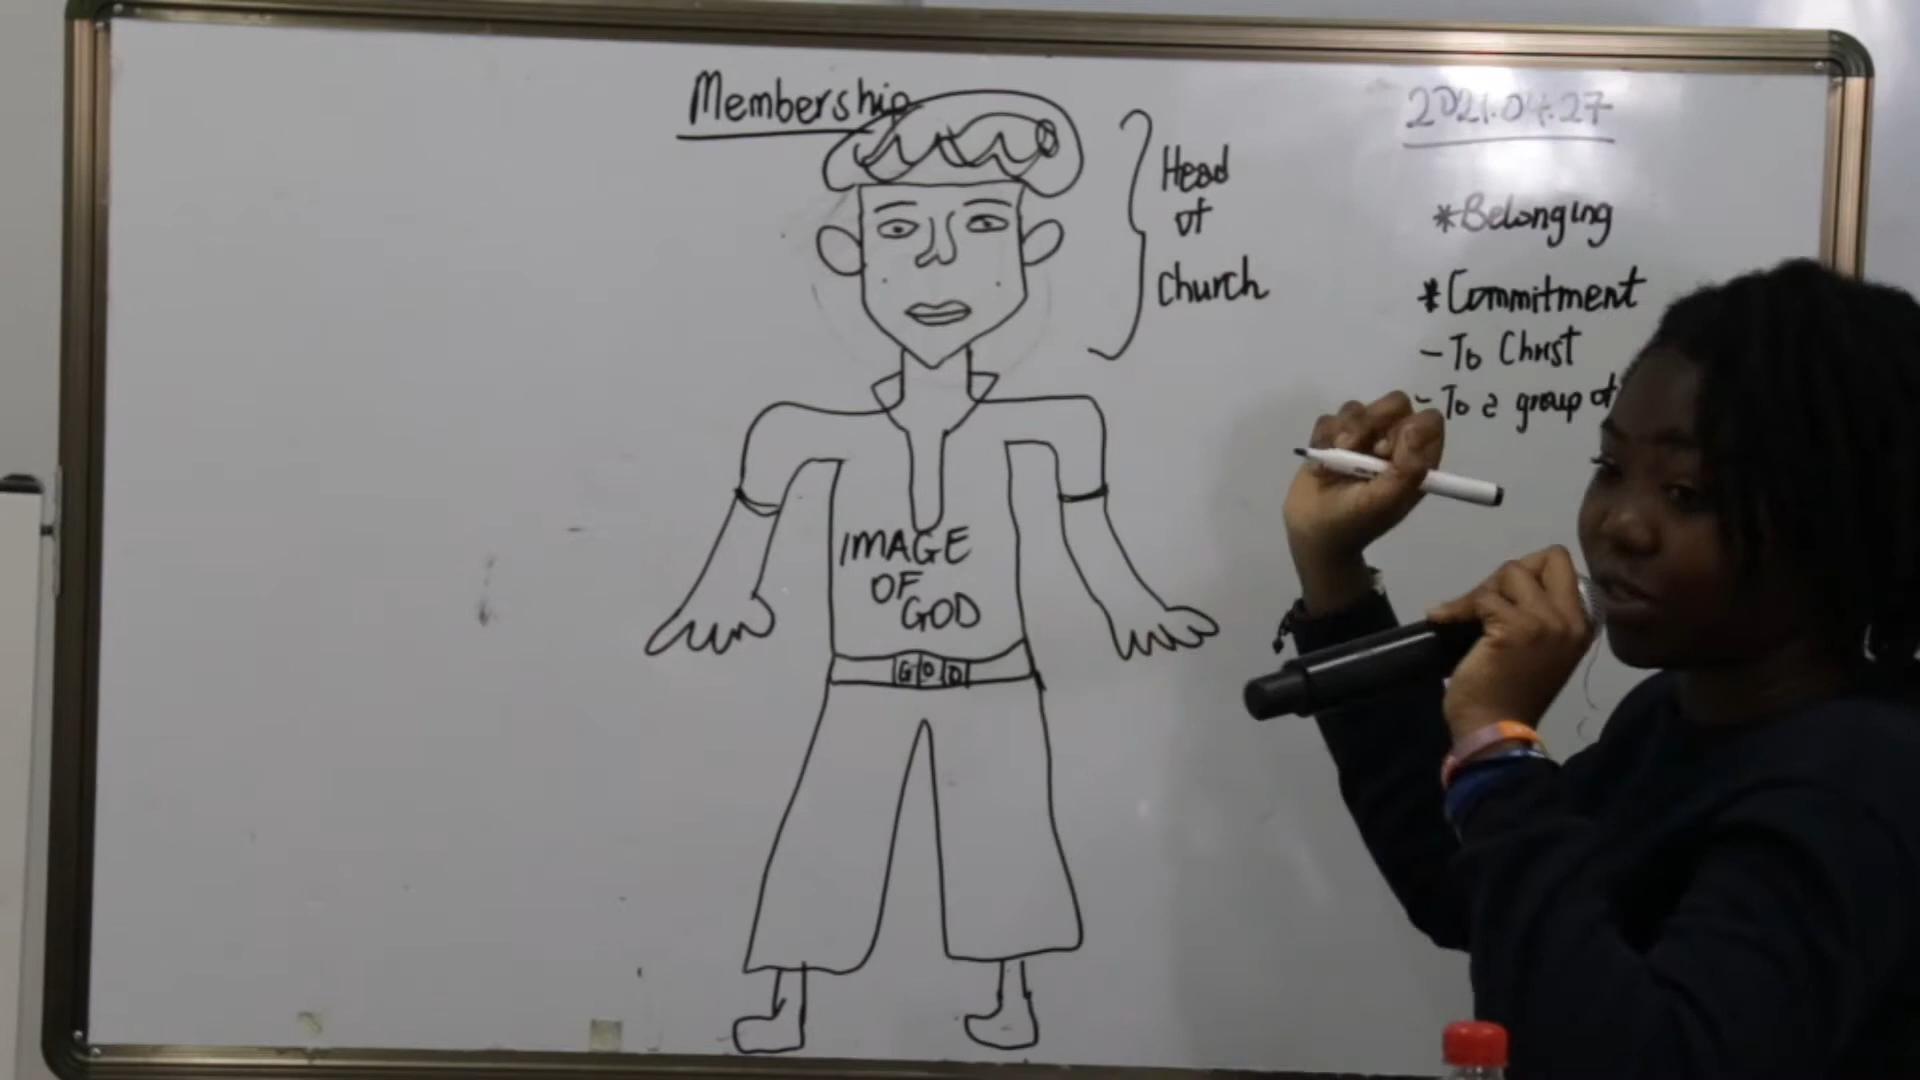 Membership
Head
of
Church
IMAGE
OF
GOD
GOD
2021.04.27
*Belonging
*Commitment
- To Christ
- To a group of